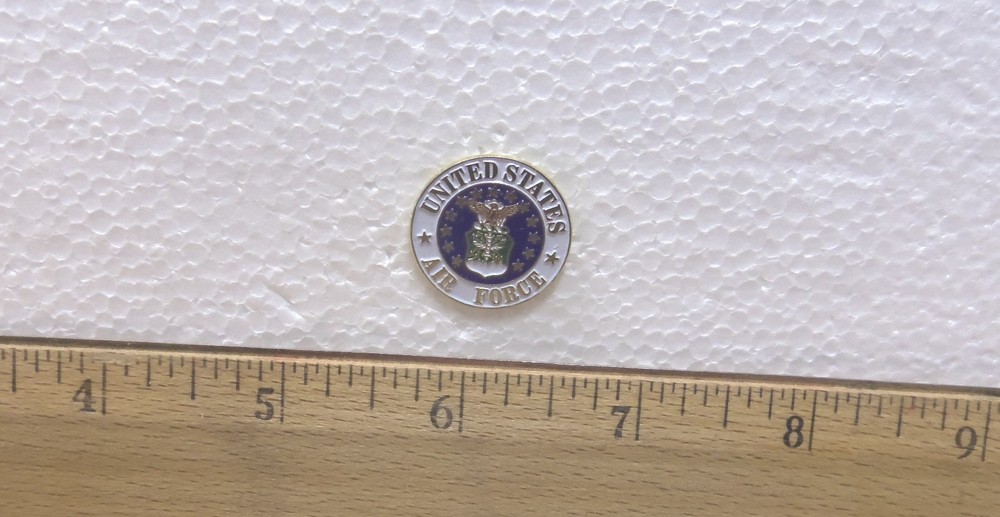 UNITED STATES
AIR FORCE
4 5 6 7 8 9